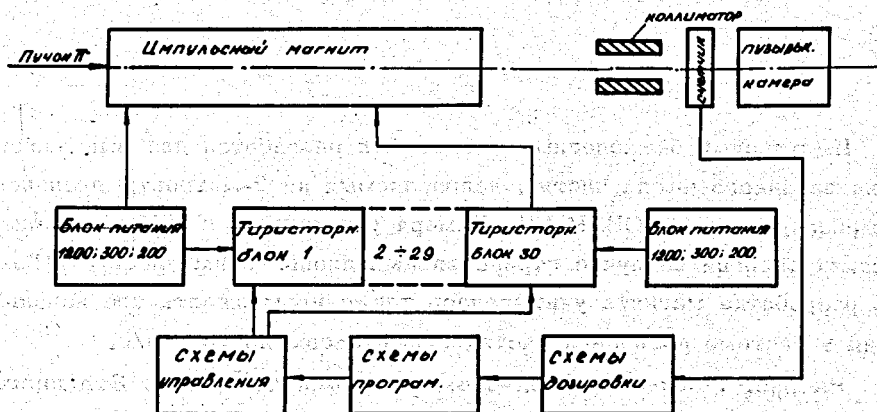 коллиматор
Пучок π
Импульсный магнит
счетчик
пузырьк.
камера
Блок питания
1200; 300; 200
Тиристорн.
блок 1
2 ÷ 29
Тиристорн.
блок 30
Блок питания
1200; 300; 200.
схемы
управления
схемы
програм.
схемы
дозировки